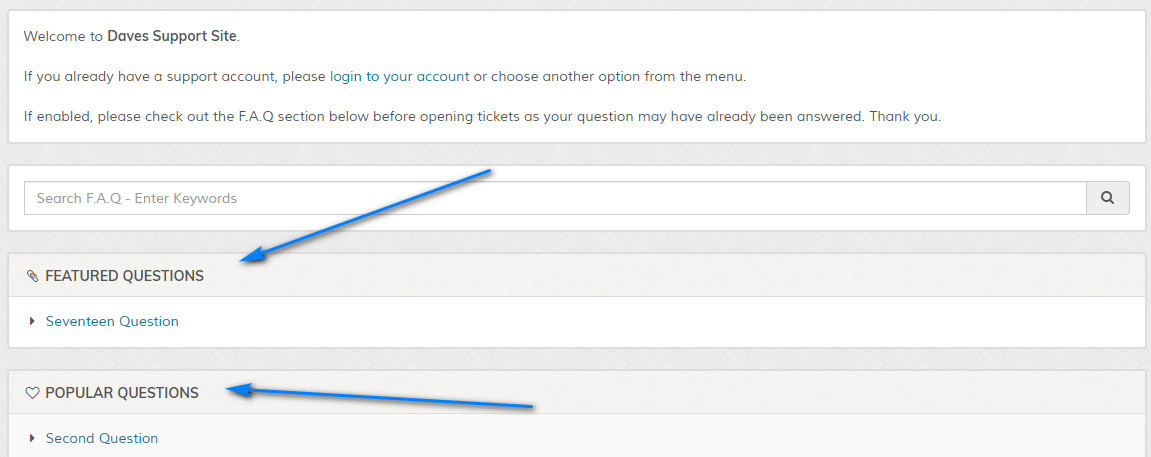 Welcome to Daves Support Site.
If you already have a support account, please login to your account or choose another option from the menu.
If enabled, please check out the F.A.Q section below before opening tickets as your question may have already been answered. Thank you.
Search F.A.Q - Enter Keywords
FEATURED QUESTIONS
Seventeen Question
POPULAR QUESTIONS
Second Question